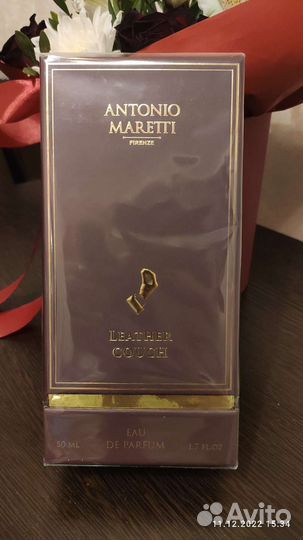 ANTONIO
MARETTI
FIRENZE
LEATHER
COUCH
EAU
DE PARFUM
50 ML
1.7 FL.OZ
Avito
11.12.2022 15:34